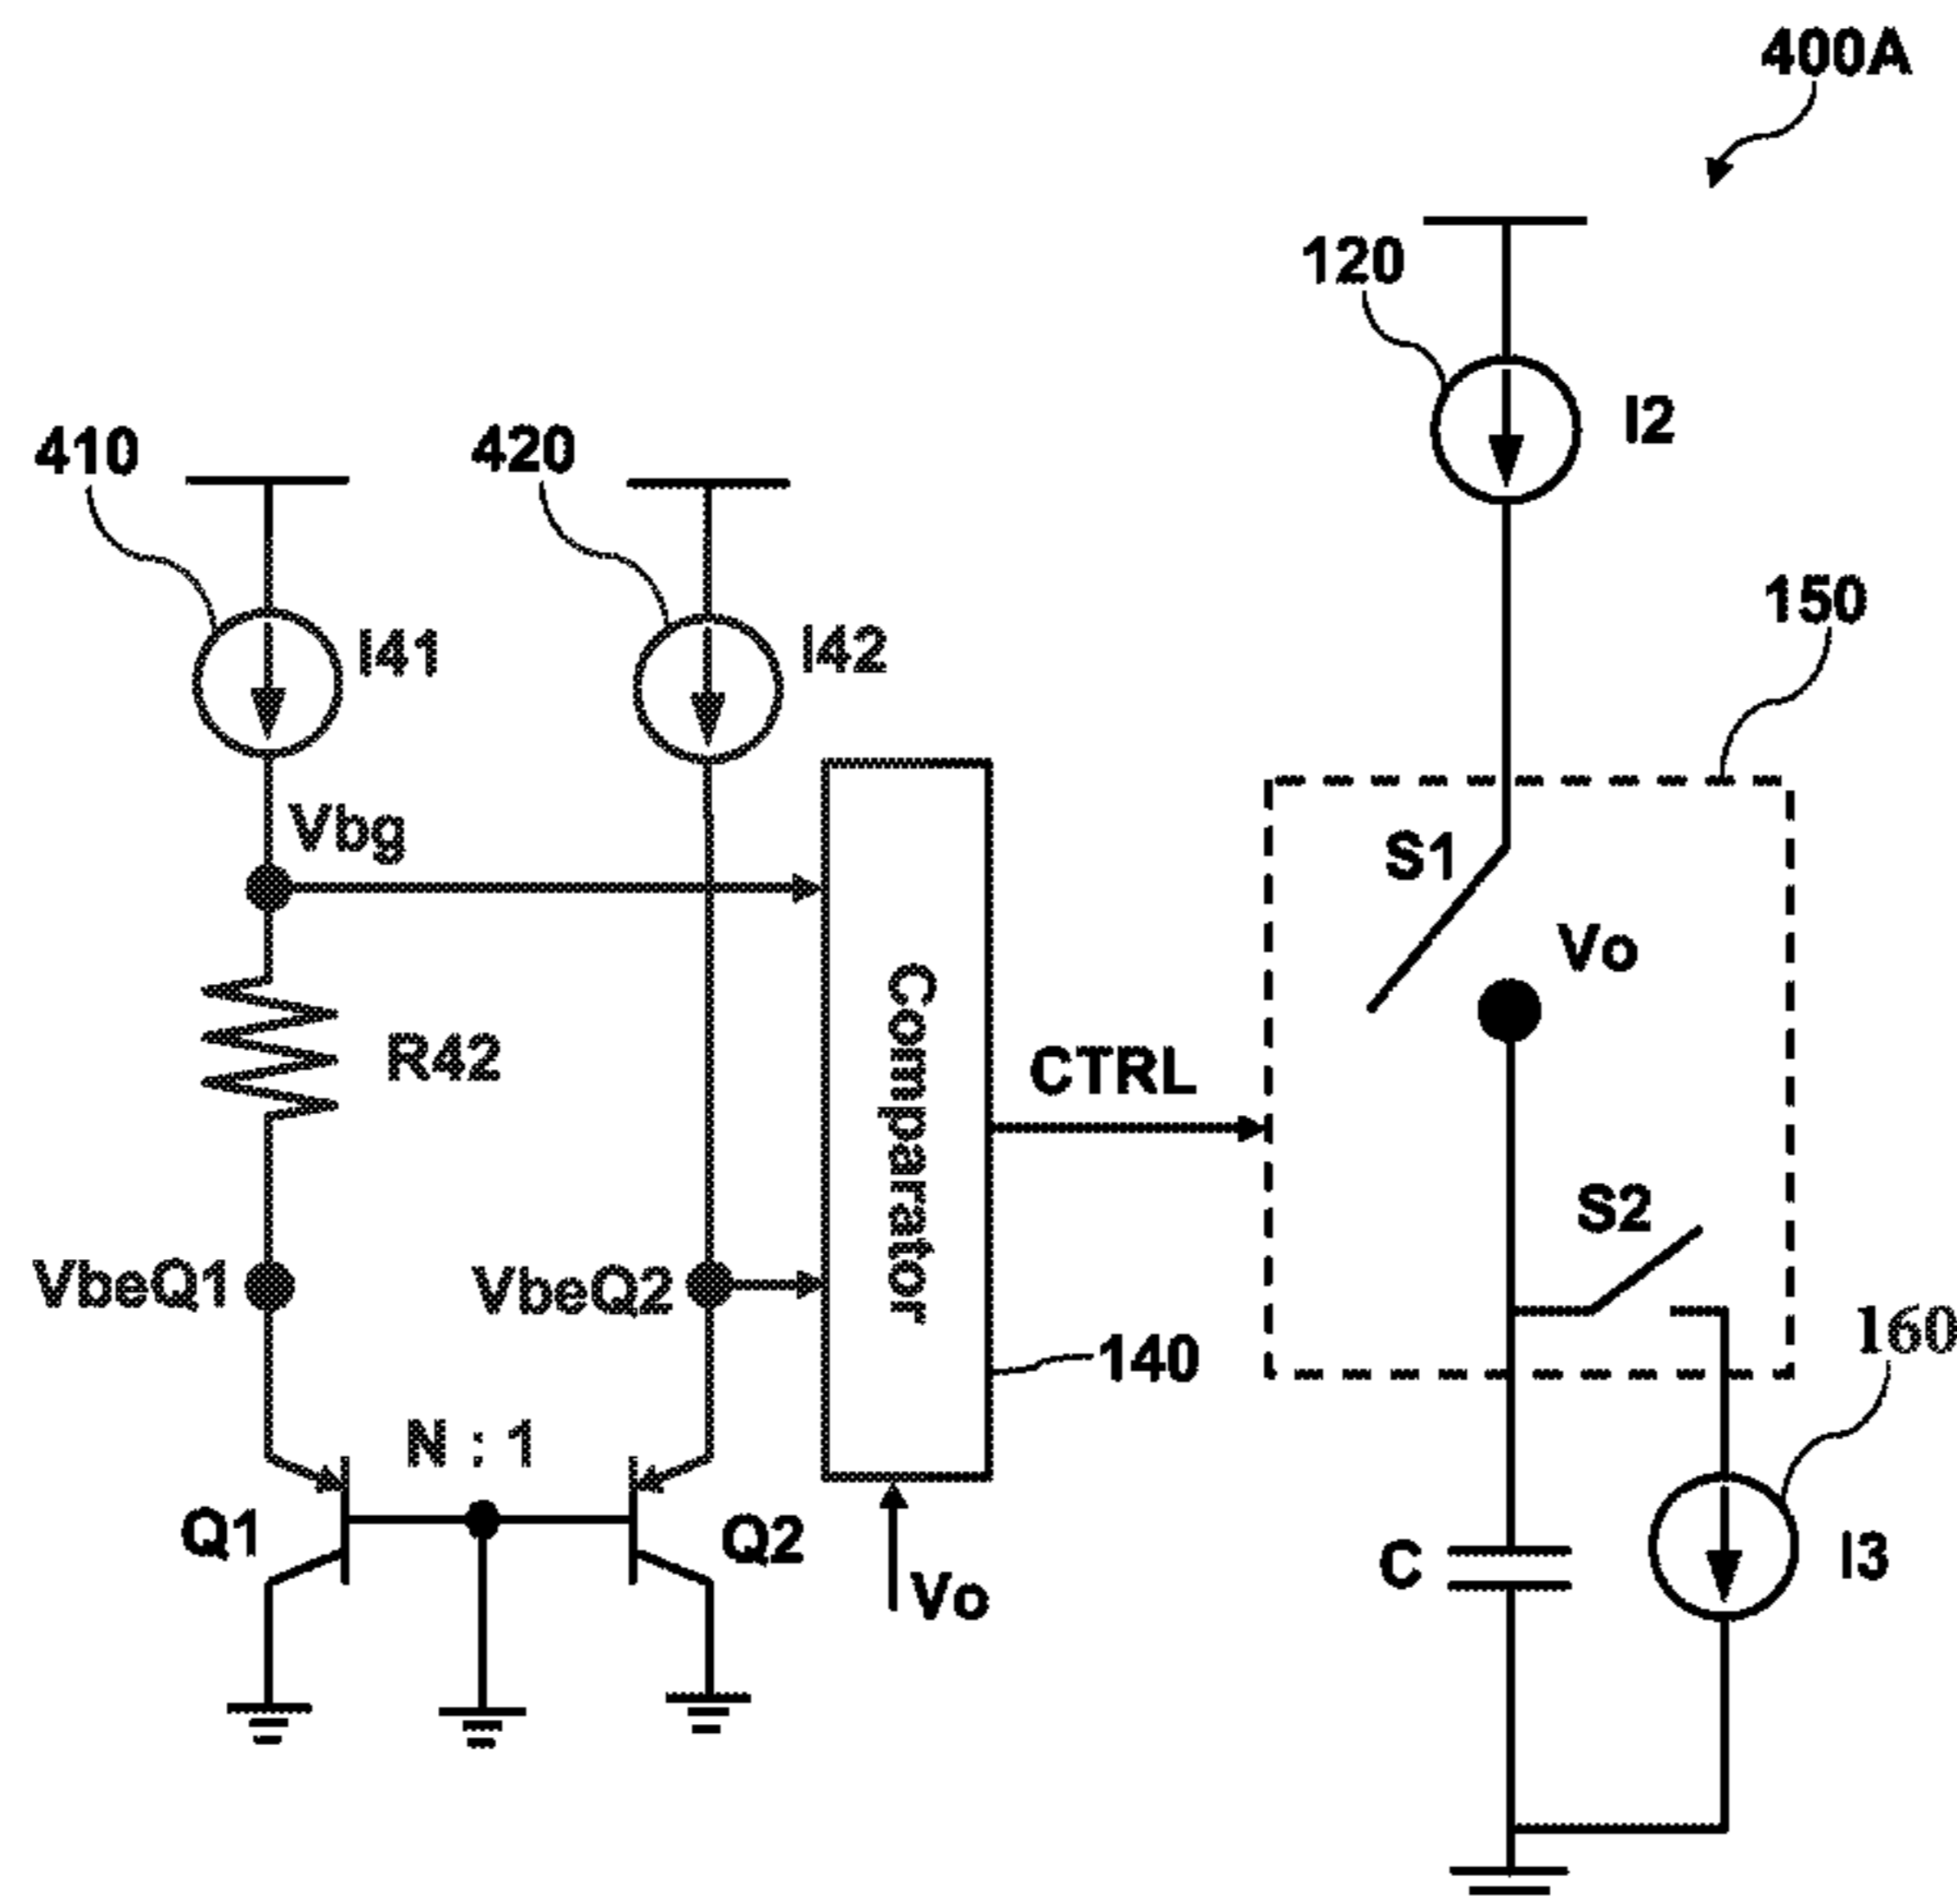 400A
120
I2
410
420
150
I41
I42
Vbg
S1
Vo
R42
Comparator
CTRL
S2
VbeQ1
VbeQ2
160
140
N : 1
Q1
Q2
Vo
C
I3